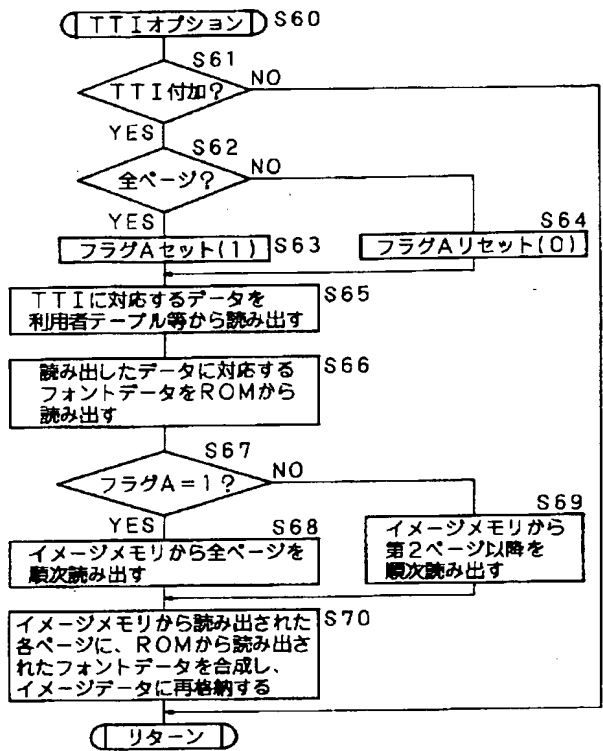 TTIオプション S60
S61
TTI付加? NO
YES S62
全ページ? NO
YES S64
フラグAセット(1) S63 フラグAリセット(0)
TTIに対応するデータを S65
利用者テーブル等から読み出す
読み出したデータに対応する S66
フォントデータをROMから
読み出す
S67
フラグA=1? NO
YES S68 S69
イメージメモリから全ページを
順次読み出す
イメージメモリから
第2ページ以降を
順次読み出す
イメージメモリから読み出された S70
各ページに、ROMから読み出さ
れたフォントデータを合成し、
イメージデータに再格納する
リターン